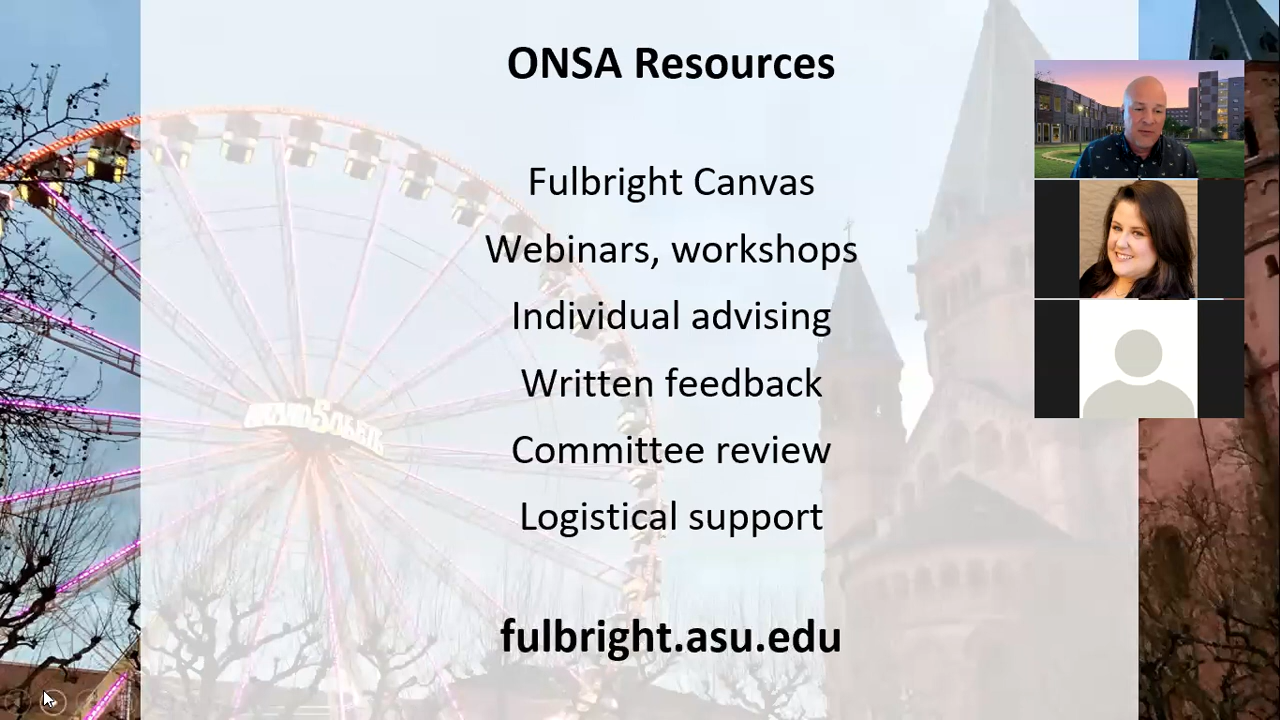 ONSA Resources
Fulbright Canvas
Webinars, workshops
Individual advising
Written feedback
Committee review
Logistical support
fulbright.asu.edu